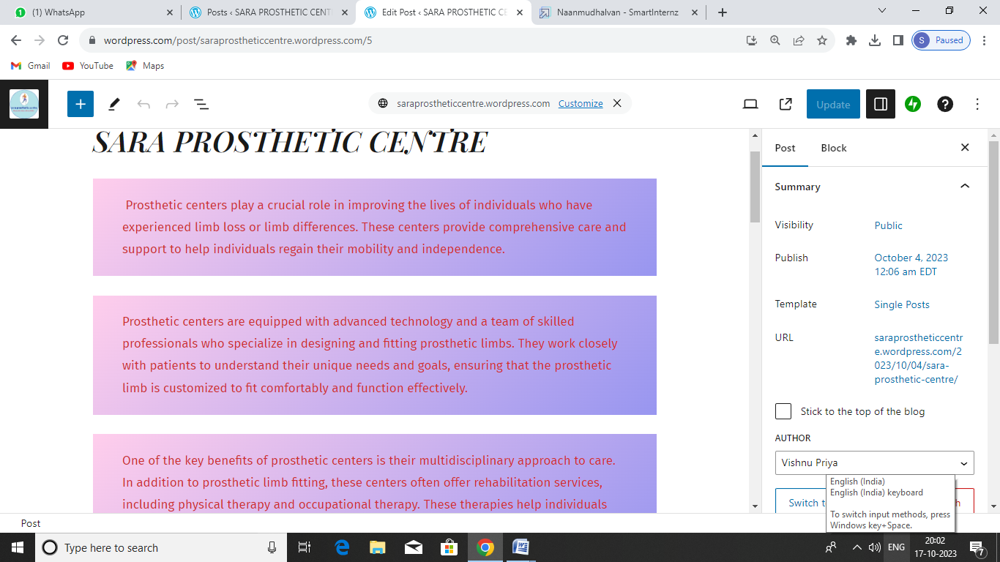 (1) WhatsApp
Posts ‹ SARA PROSTHETIC CENT
Edit Post ‹ SARA PROSTHETIC CE
Naanmudhalvan - SmartInternz
wordpress.com/post/saraprostheticcentre.wordpress.com/5
S Paused
Gmail
YouTube
Maps
saraprostheticcentre.wordpress.com Customize
Update
SARA PROSTHETIC CENTRE
Prosthetic centers play a crucial role in improving the lives of individuals who have
experienced limb loss or limb differences. These centers provide comprehensive care and
support to help individuals regain their mobility and independence.
Prosthetic centers are equipped with advanced technology and a team of skilled
professionals who specialize in designing and fitting prosthetic limbs. They work closely
with patients to understand their unique needs and goals, ensuring that the prosthetic
limb is customized to fit comfortably and function effectively.
One of the key benefits of prosthetic centers is their multidisciplinary approach to care.
In addition to prosthetic limb fitting, these centers often offer rehabilitation services,
including physical therapy and occupational therapy. These therapies help individuals
Post
Block
Summary
Visibility
Public
Publish
October 4, 2023
12:06 am EDT
Template
Single Posts
URL
saraprostheticcentr
e.wordpress.com/2
023/10/04/sara-
prosthetic-centre/
Stick to the top of the blog
AUTHOR
Vishnu Priya
Switch t
h
English (India)
English (India) keyboard
To switch input methods, press
Windows key+Space.
Post
Type here to search
ENG
20:02
17-10-2023
7